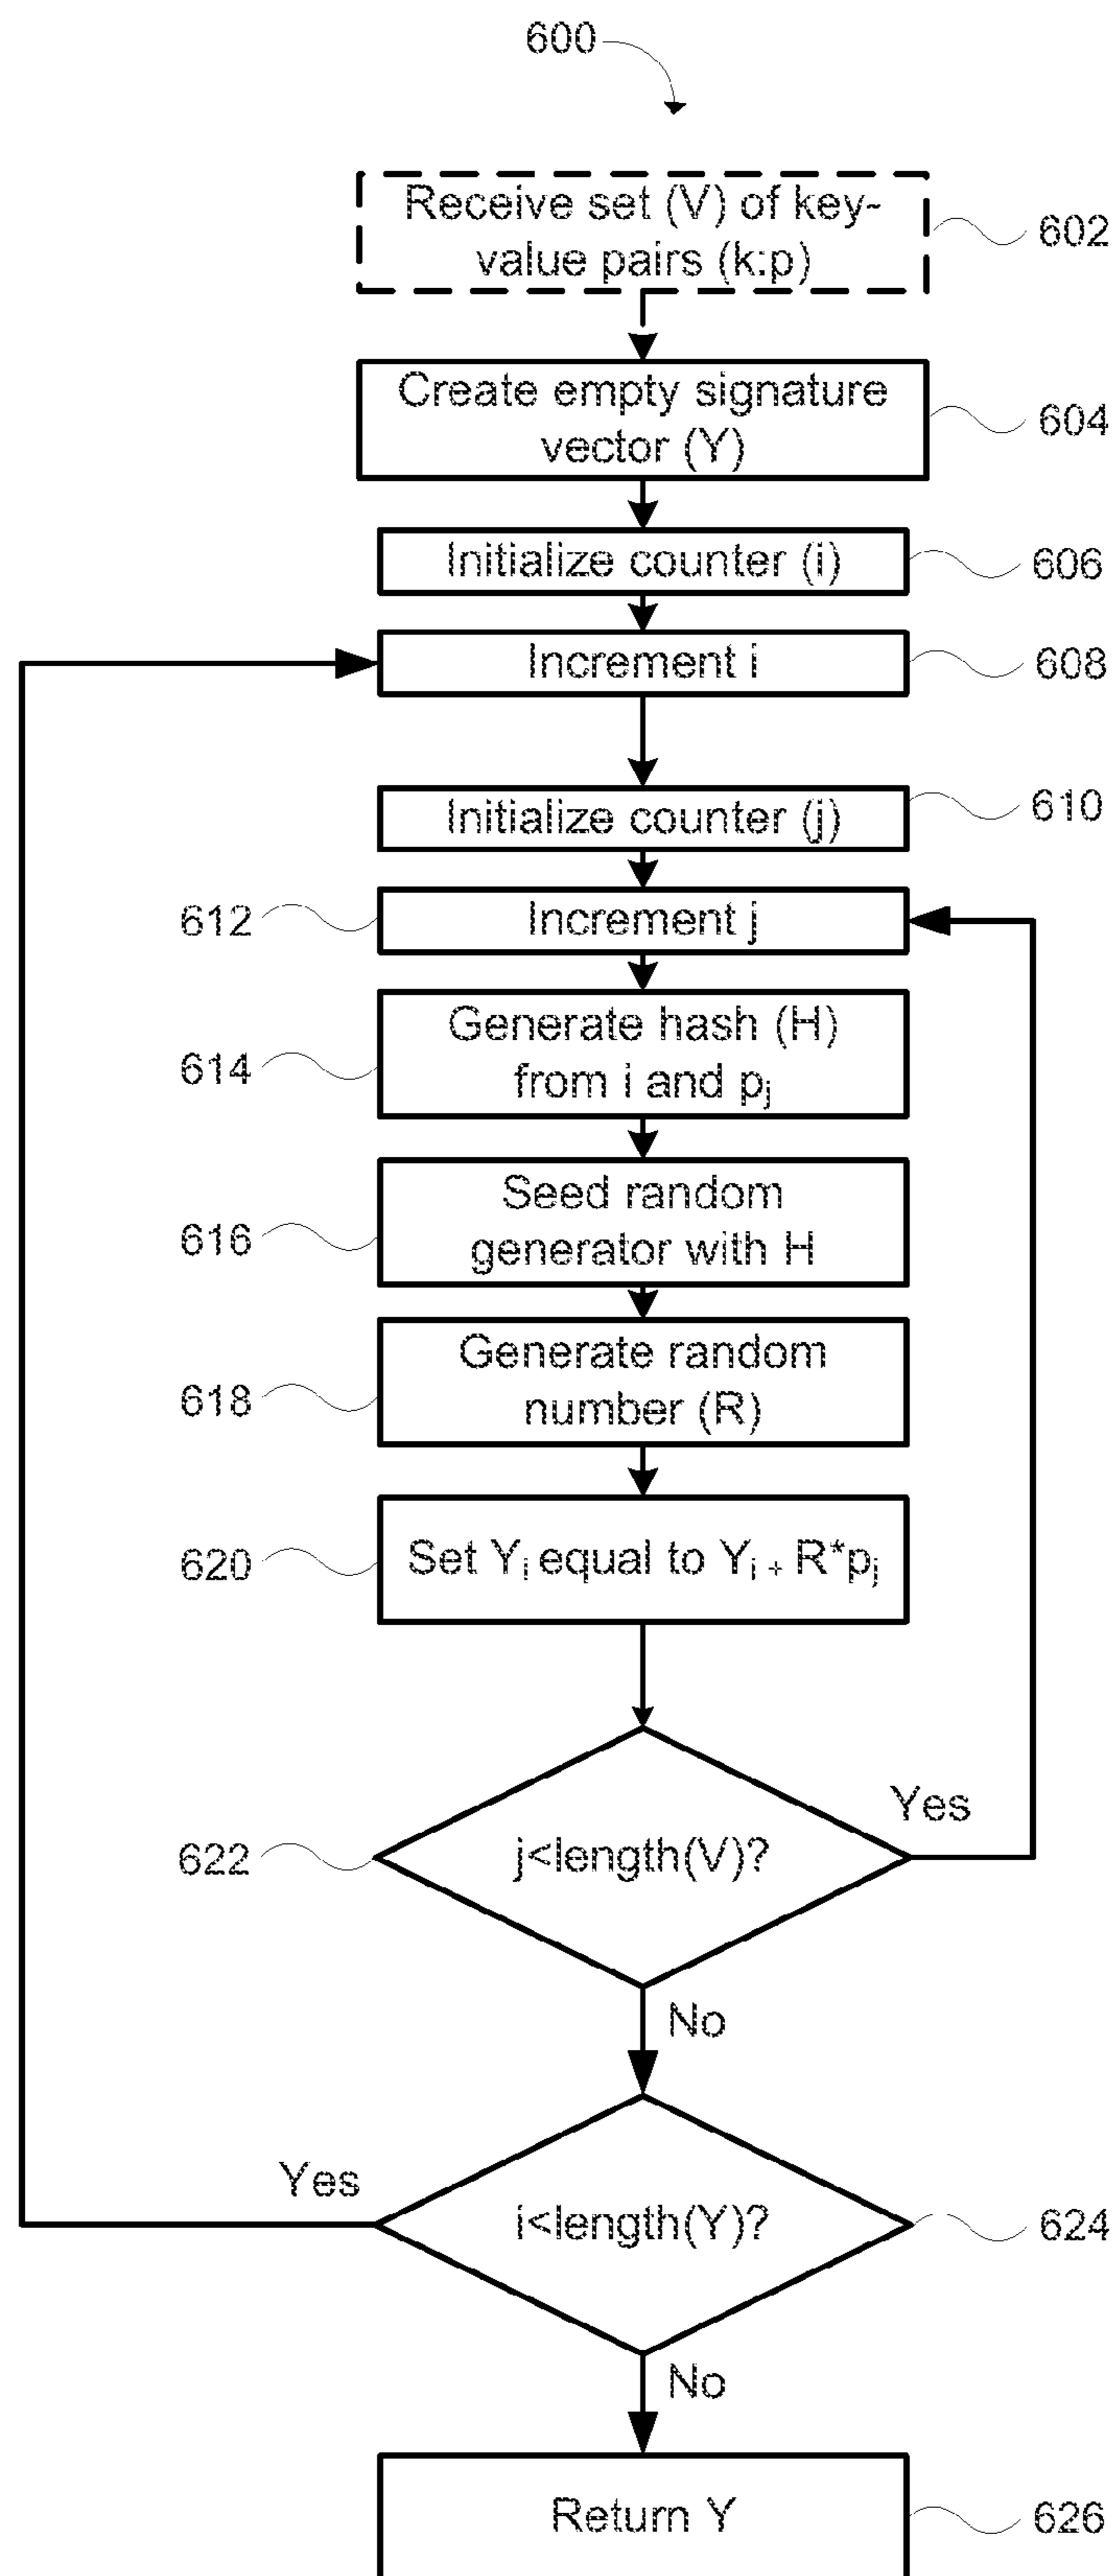 600
Receive set (V) of key-
value pairs (k:p)
602
Create empty signature
vector (Y)
604
Initialize counter (i)
606
Increment i
608
Initialize counter (j)
610
612
Increment j
614
Generate hash (H)
from i and pj
616
Seed random
generator with H
618
Generate random
number (R)
620
Set Yi equal to Yi + R*pj
622
j<length(V)?
Yes
No
Yes
i<length(Y)?
624
No
Return Y
626